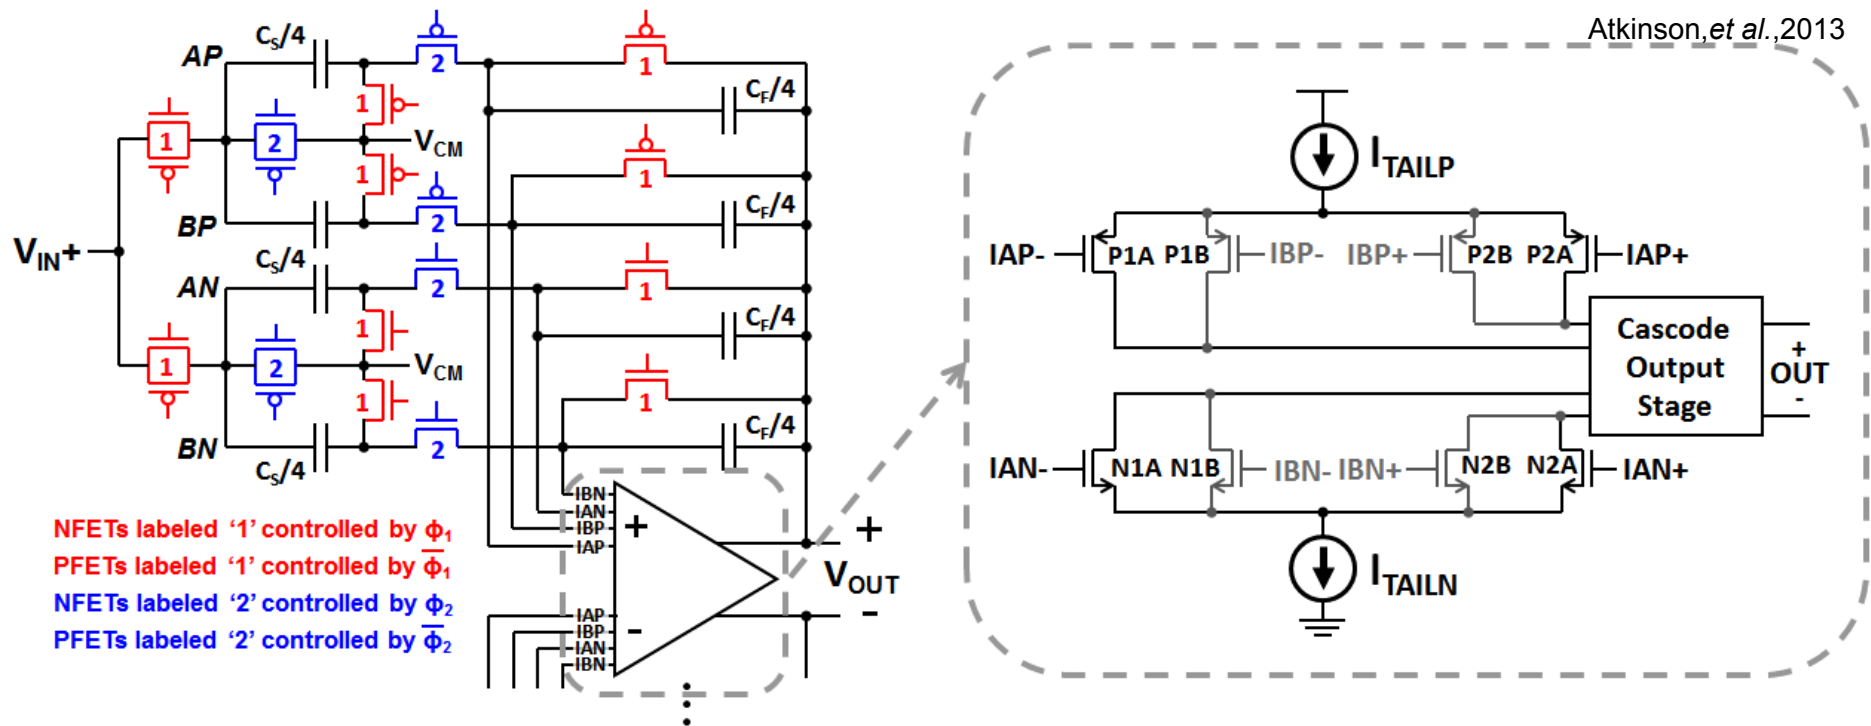 Atkinson,et al.,2013
CS/4
AP
2
1
1
CF/4
1
2
VCM
1
1
2
CF/4
BP
VIN+
CS/4
AN
2
1
1
CF/4
1
2
VCM
1
1
2
CF/4
BN
CS/4
IBN
IAN
IBP
IAP
+
+
VOUT
-
IAP
IBP
IAN
IBN
-
NFETs labeled ‘1’ controlled by ϕ1
PFETs labeled ‘1’ controlled by ϕ̅1
NFETs labeled ‘2’ controlled by ϕ2
PFETs labeled ‘2’ controlled by ϕ̅2
ITAILP
IAP- P1A P1B IBP- IBP+ P2B P2A IAP+
Cascode
Output
Stage
+
OUT
-
IAN- N1A N1B IBN- IBN+ N2B N2A IAN+
ITAILN